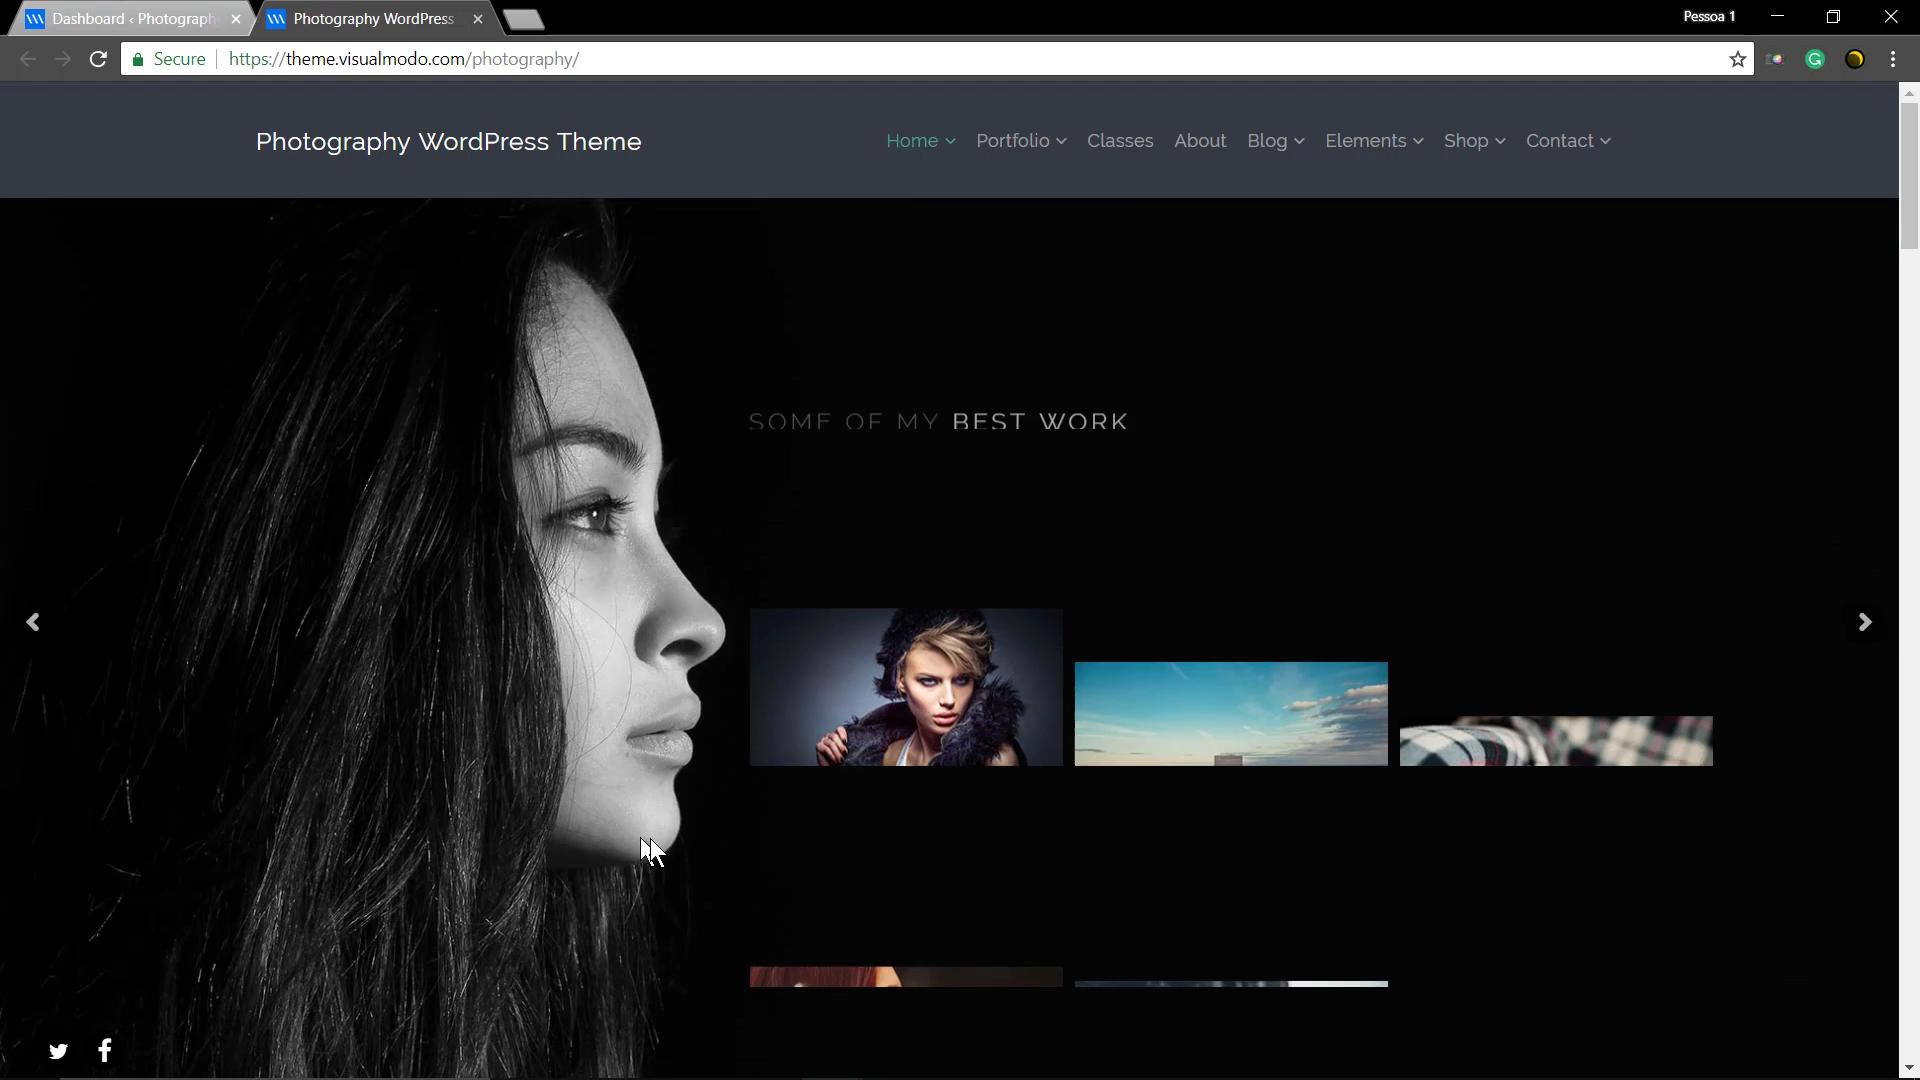 Dashboard ‹ Photograph
Photography WordPress
Pessoa 1
Secure
https://theme.visualmodo.com/photography/
Photography WordPress Theme
Home Portfolio Classes About Blog Elements Shop Contact
SOME OF MY BEST WORK